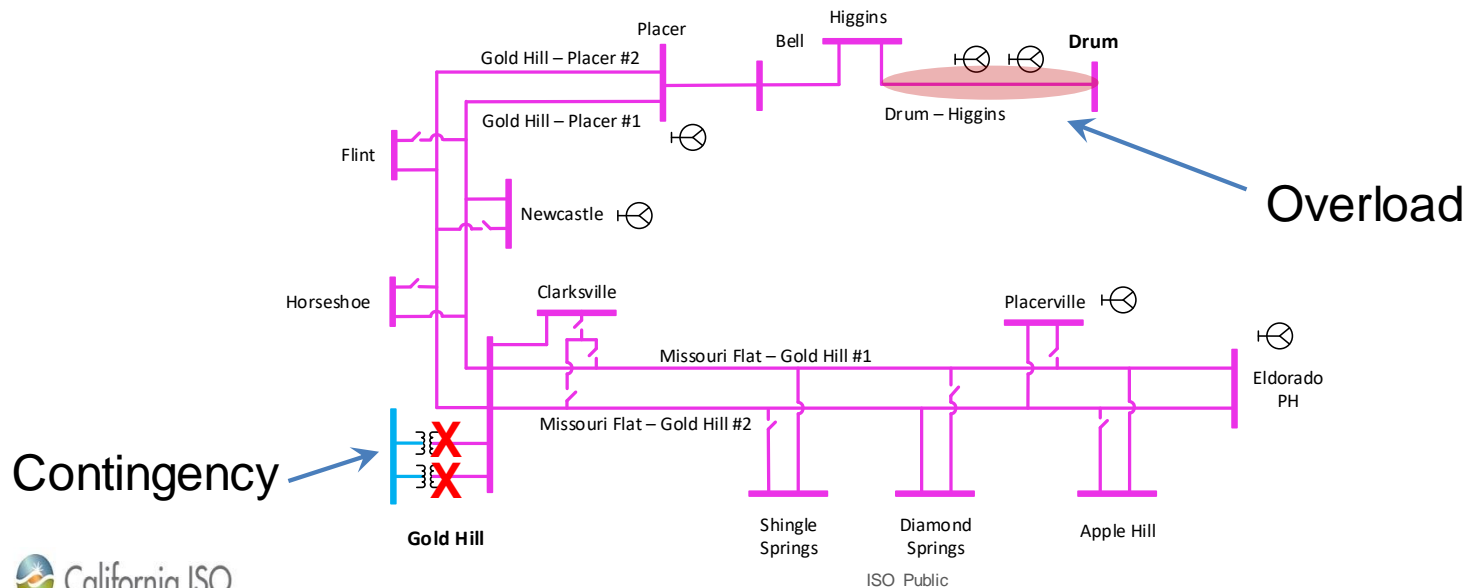 Higgins
Placer
Bell
Drum
Gold Hill – Placer #2
Gold Hill – Placer #1
Drum – Higgins
Flint
Overload
Newcastle
Horseshoe
Clarksville
Placerville
Missouri Flat – Gold Hill #1
Eldorado
PH
Missouri Flat – Gold Hill #2
X
X
Contingency
Gold Hill
Shingle
Springs
Diamond
Springs
Apple Hill
California ISO
ISO Public